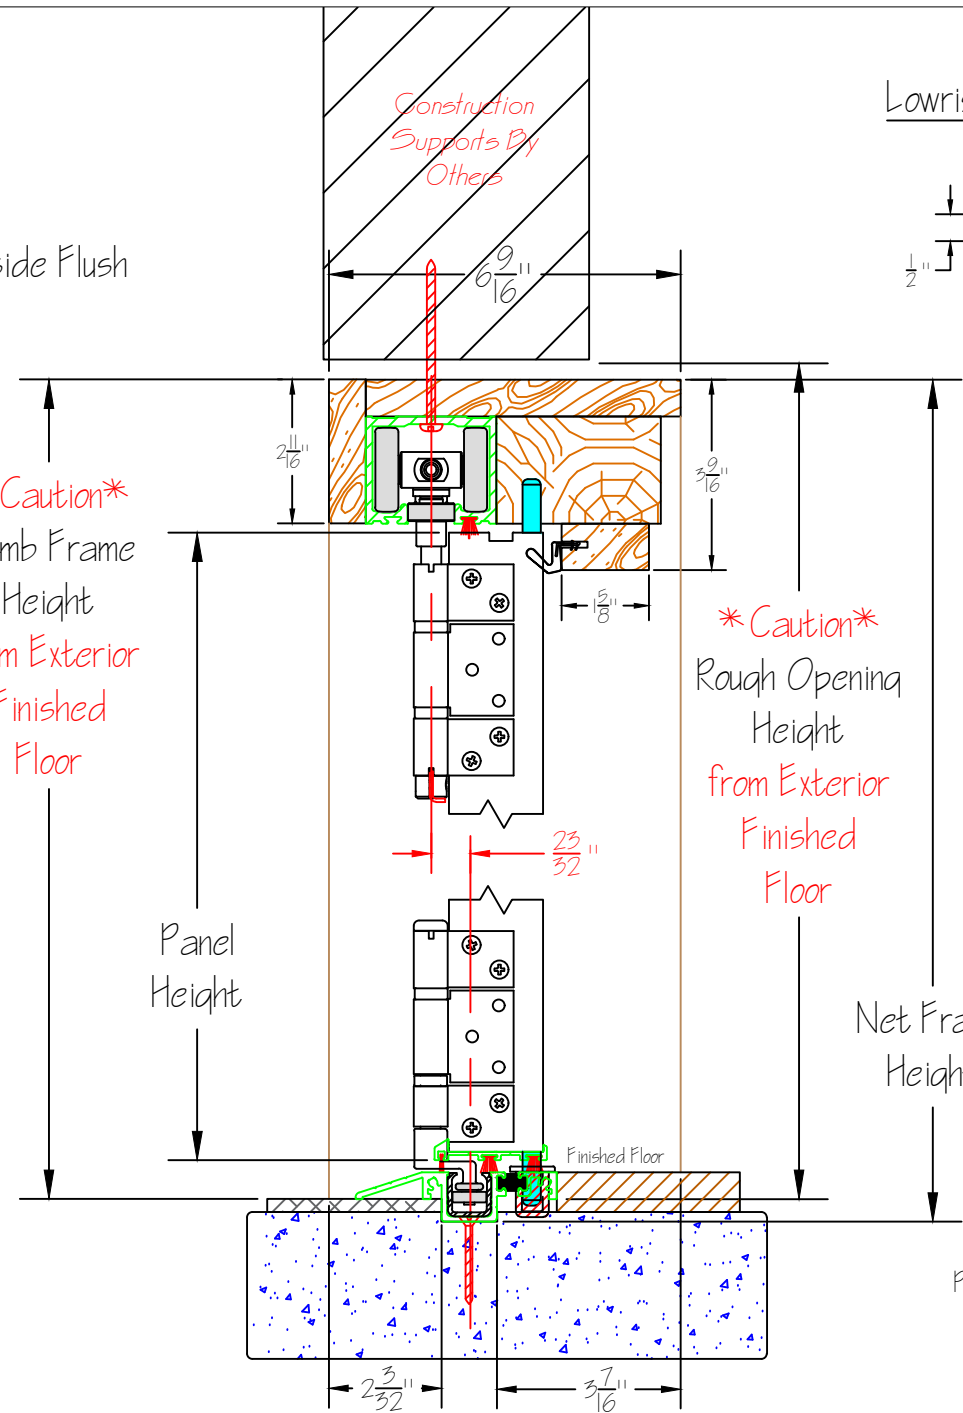 Construction
Supports By
Others
Lowris
side Flush
6 9/16"
1/2"
2 11/16"
3 9/16"
Caution*
mb Frame
Height
m Exterior
Finished
Floor
1 5/8"
*Caution*
Rough Opening
Height
from Exterior
Finished
Floor
23/32"
Panel
Height
Net Fra
Heigh
Finished Floor
P
2 3/32"
3 7/16"